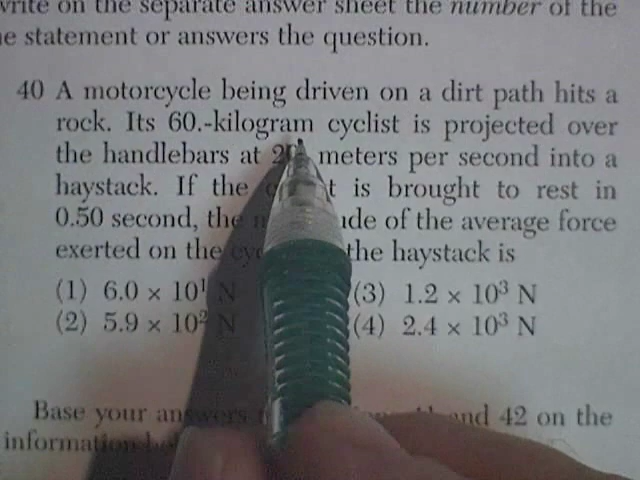 write on the separate answer sheet the number of the
statement or answers the question.
40 A motorcycle being driven on a dirt path hits a
rock. Its 60.-kilogram cyclist is projected over
the handlebars at meters per second into a
haystack. If the is brought to rest in
0.50 second, the of the average force
exerted on the the haystack is
(1) 6.0 × 10¹ N (3) 1.2 × 10³ N
(2) 5.9 × 10² N (4) 2.4 × 10³ N
Base your answers and 42 on the
information